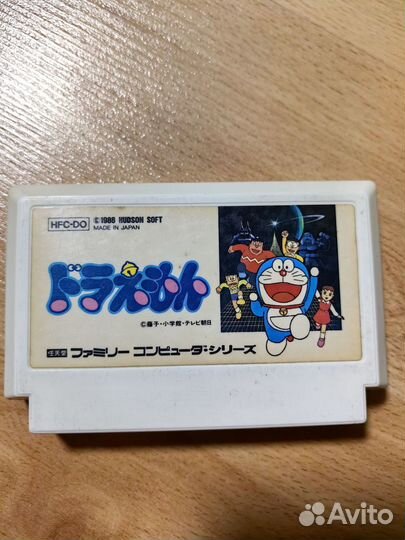 HFC-DO
©1986 HUDSON SOFT
MADE IN JAPAN
ドラえもん
©藤子・小学館・テレビ朝日
任天堂 ファミリー コンピュータ・シリーズ
Avito